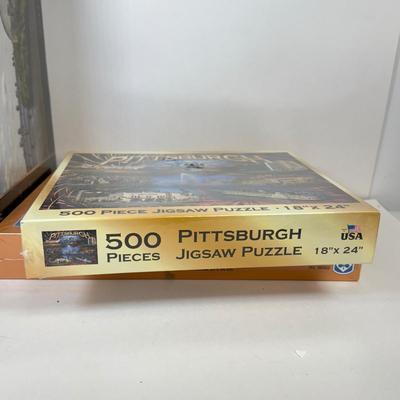 PITTSBURGH
500 PIECE JIGSAW PUZZLE · 18" X 24"
500 PIECES
PITTSBURGH
JIGSAW PUZZLE
18"x 24"
USA